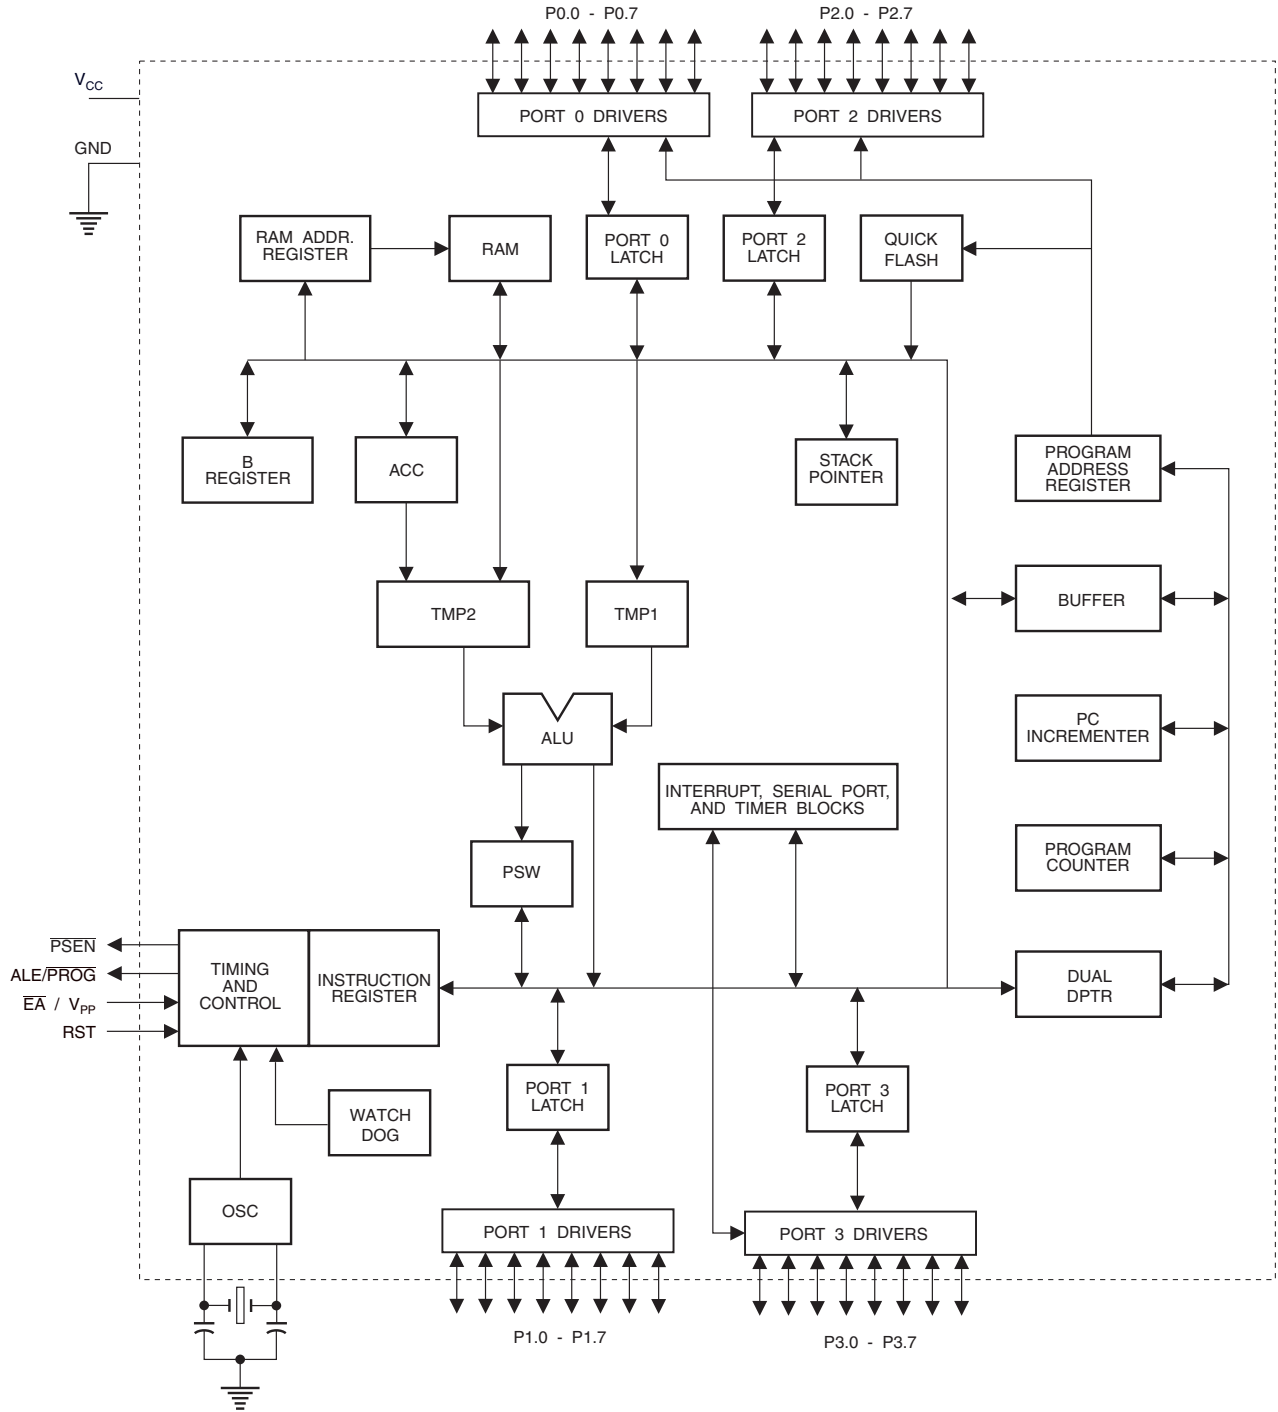 P0.0 - P0.7
P2.0 - P2.7
VCC
PORT 0 DRIVERS
PORT 2 DRIVERS
GND
RAM ADDR.
REGISTER
RAM
PORT 0
LATCH
PORT 2
LATCH
QUICK
FLASH
B
REGISTER
ACC
STACK
POINTER
PROGRAM
ADDRESS
REGISTER
BUFFER
TMP2
TMP1
PC
INCREMENTER
ALU
INTERRUPT, SERIAL PORT,
AND TIMER BLOCKS
PROGRAM
COUNTER
PSW
PSEN
ALE/PROG
EA / VPP
RST
TIMING
AND
CONTROL
INSTRUCTION
REGISTER
DUAL
DPTR
PORT 1
LATCH
PORT 3
LATCH
WATCH
DOG
OSC
PORT 1 DRIVERS
PORT 3 DRIVERS
P1.0 - P1.7
P3.0 - P3.7